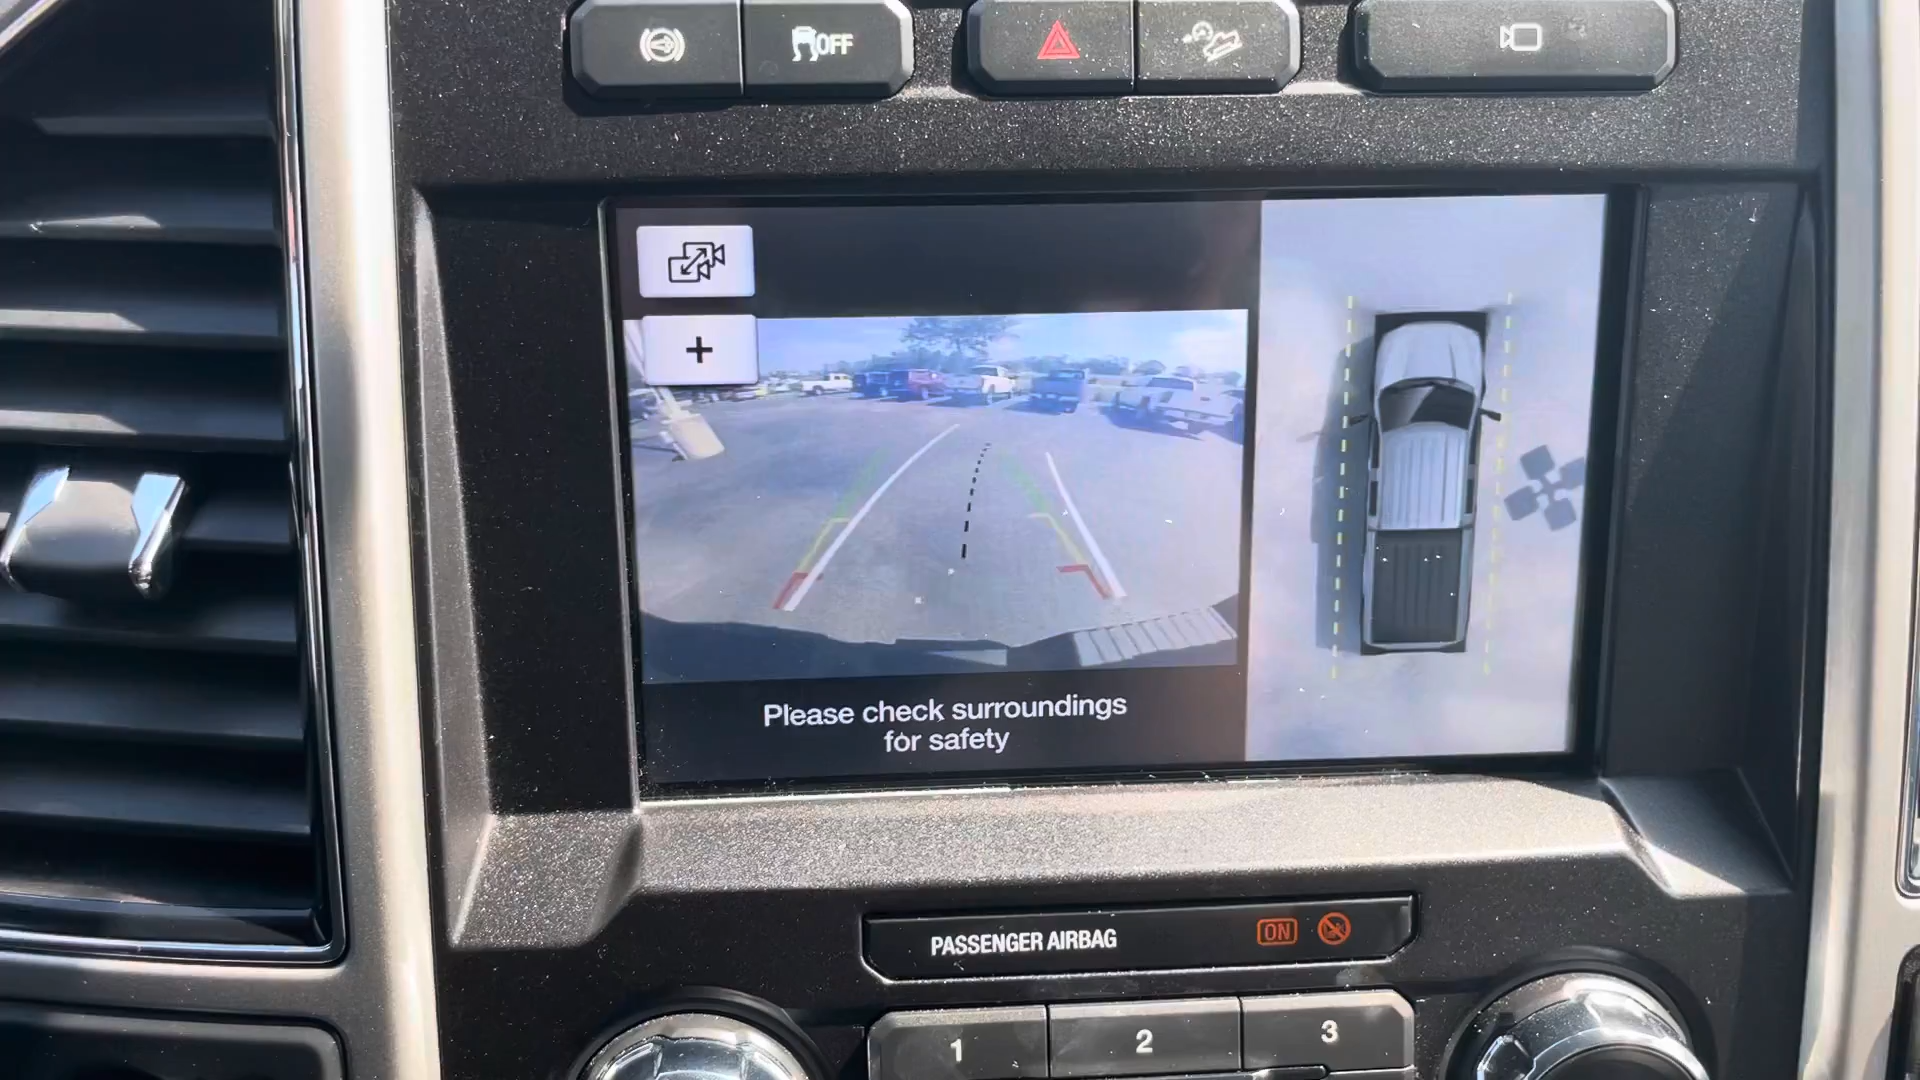 OFF
+
Please check surroundings
for safety
PASSENGER AIRBAG ON
1 2 3